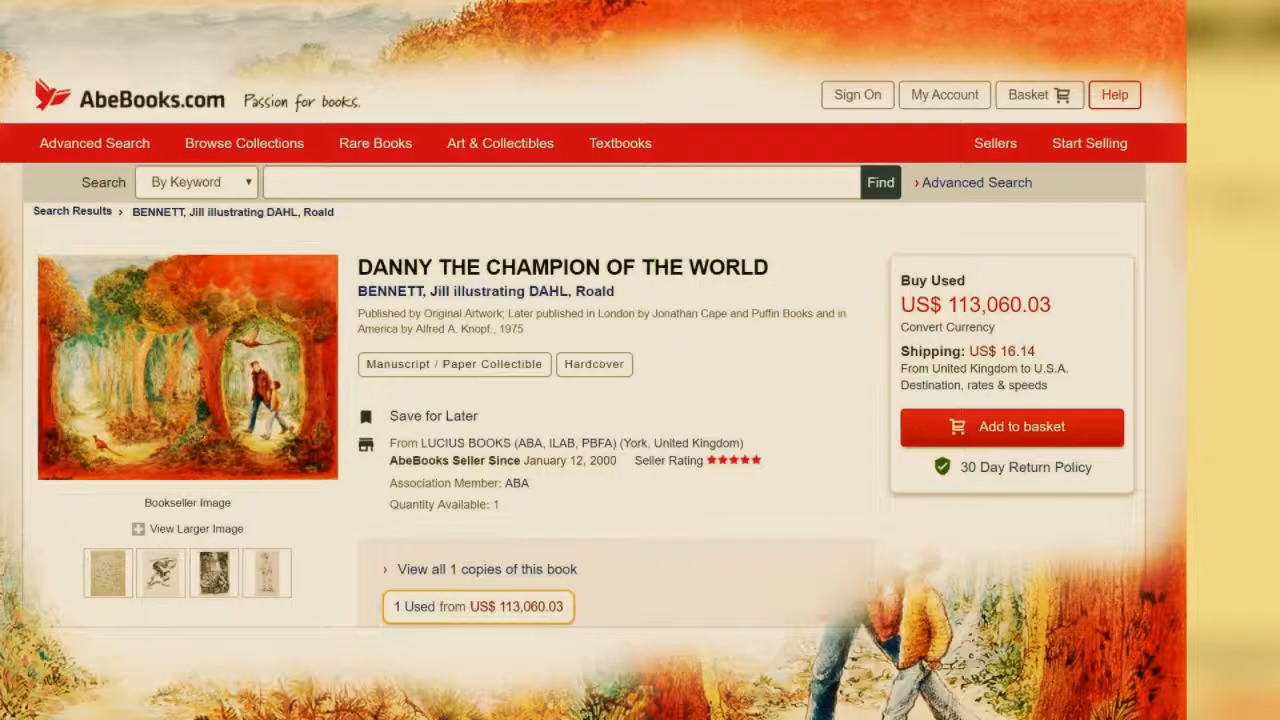 AbeBooks.com Passion for books.
Sign On My Account Basket Help
Advanced Search Browse Collections Rare Books Art & Collectibles Textbooks Sellers Start Selling
Search By Keyword Find › Advanced Search
Search Results › BENNETT, Jill illustrating DAHL, Roald
DANNY THE CHAMPION OF THE WORLD
BENNETT, Jill illustrating DAHL, Roald
Published by Original Artwork; Later published in London by Jonathan Cape and Puffin Books and in
America by Alfred A. Knopf., 1975
Manuscript / Paper Collectible Hardcover
Save for Later
From LUCIUS BOOKS (ABA, ILAB, PBFA) (York, United Kingdom)
AbeBooks Seller Since January 12, 2000 Seller Rating
Association Member: ABA
Quantity Available: 1
Bookseller Image
View Larger Image
› View all 1 copies of this book
1 Used from US$ 113,060.03
Buy Used
US$ 113,060.03
Convert Currency
Shipping: US$ 16.14
From United Kingdom to U.S.A.
Destination, rates & speeds
Add to basket
30 Day Return Policy